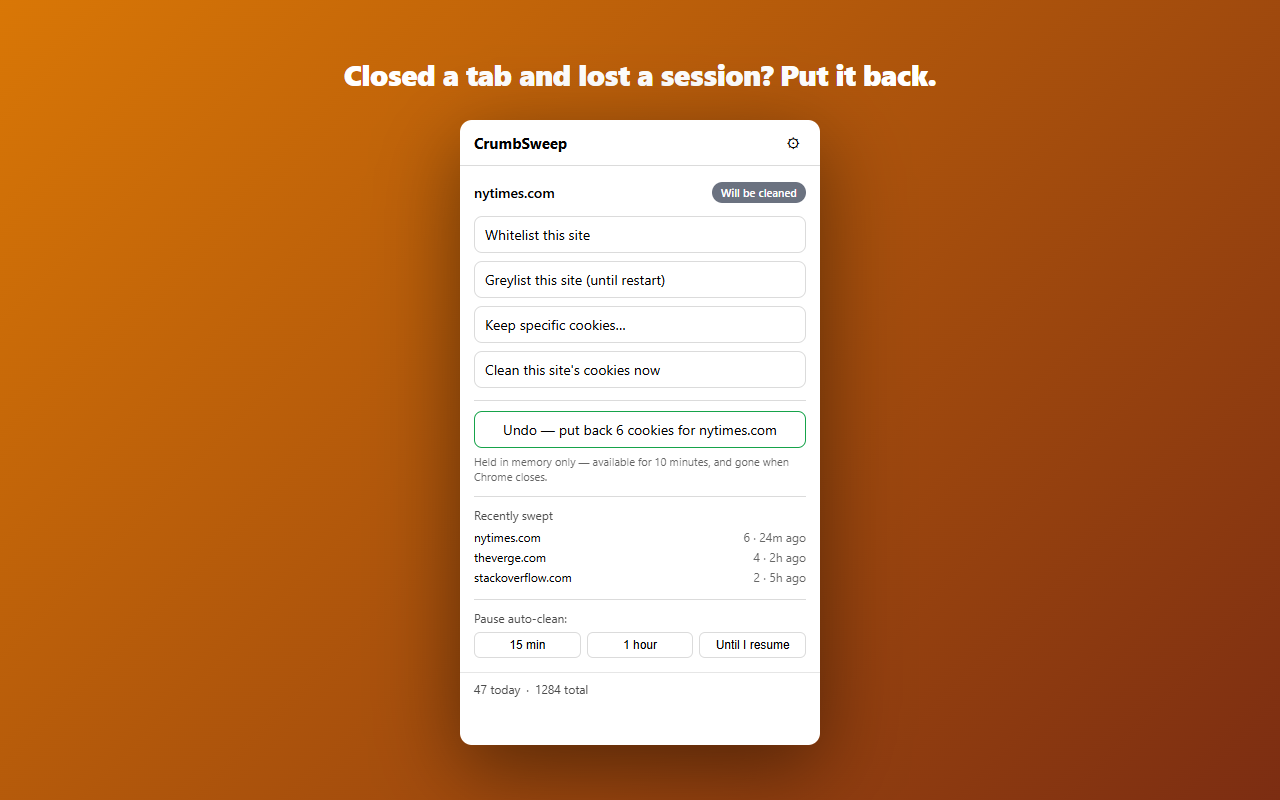 Closed a tab and lost a session? Put it back.
CrumbSweep
nytimes.com
Will be cleaned
Whitelist this site
Greylist this site (until restart)
Keep specific cookies...
Clean this site's cookies now
Undo — put back 6 cookies for nytimes.com
Held in memory only — available for 10 minutes, and gone when
Chrome closes.
Recently swept
nytimes.com 6 · 24m ago
theverge.com 4 · 2h ago
stackoverflow.com 2 · 5h ago
Pause auto-clean:
15 min 1 hour Until I resume
47 today · 1284 total